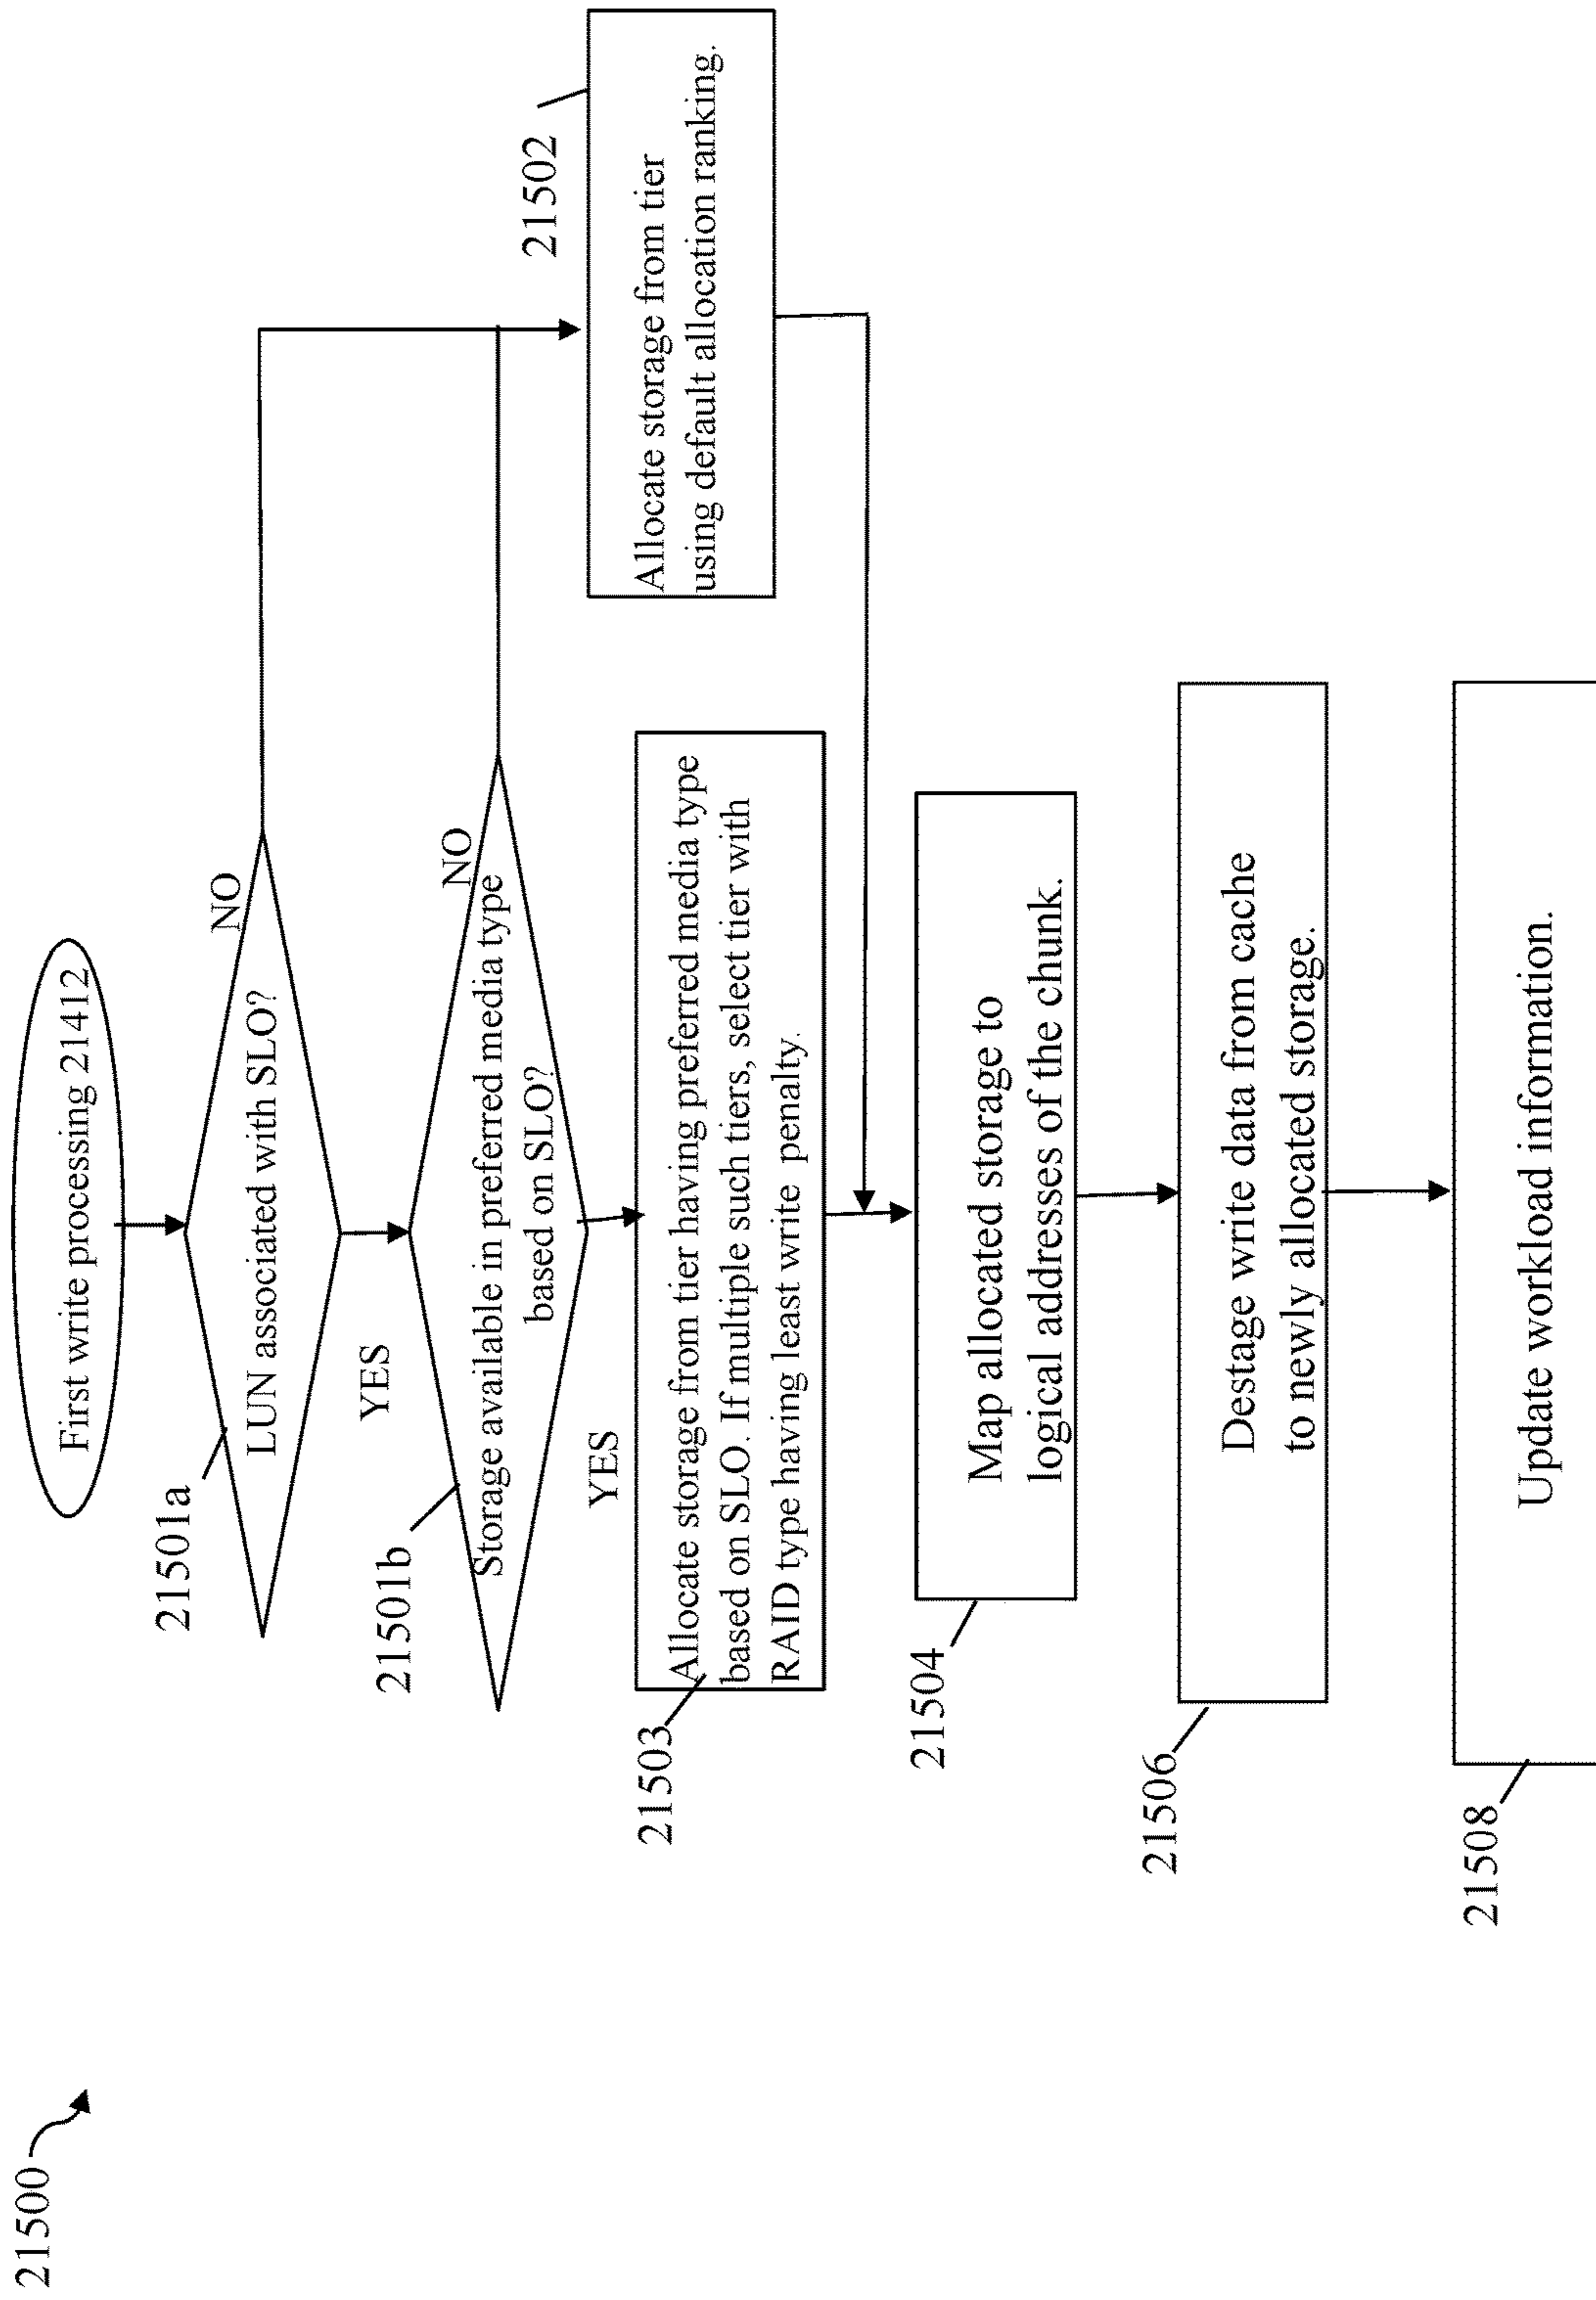 21500
First write processing 21412
21501a
LUN associated with SLO?
NO
YES
21501b
Storage available in preferred media type
based on SLO?
NO
YES
21502
Allocate storage from tier
using default allocation ranking.
21503
Allocate storage from tier having preferred media type
based on SLO. If multiple such tiers, select tier with
RAID type having least write penalty.
21504
Map allocated storage to
logical addresses of the chunk.
21506
Destage write data from cache
to newly allocated storage.
21508
Update workload information.